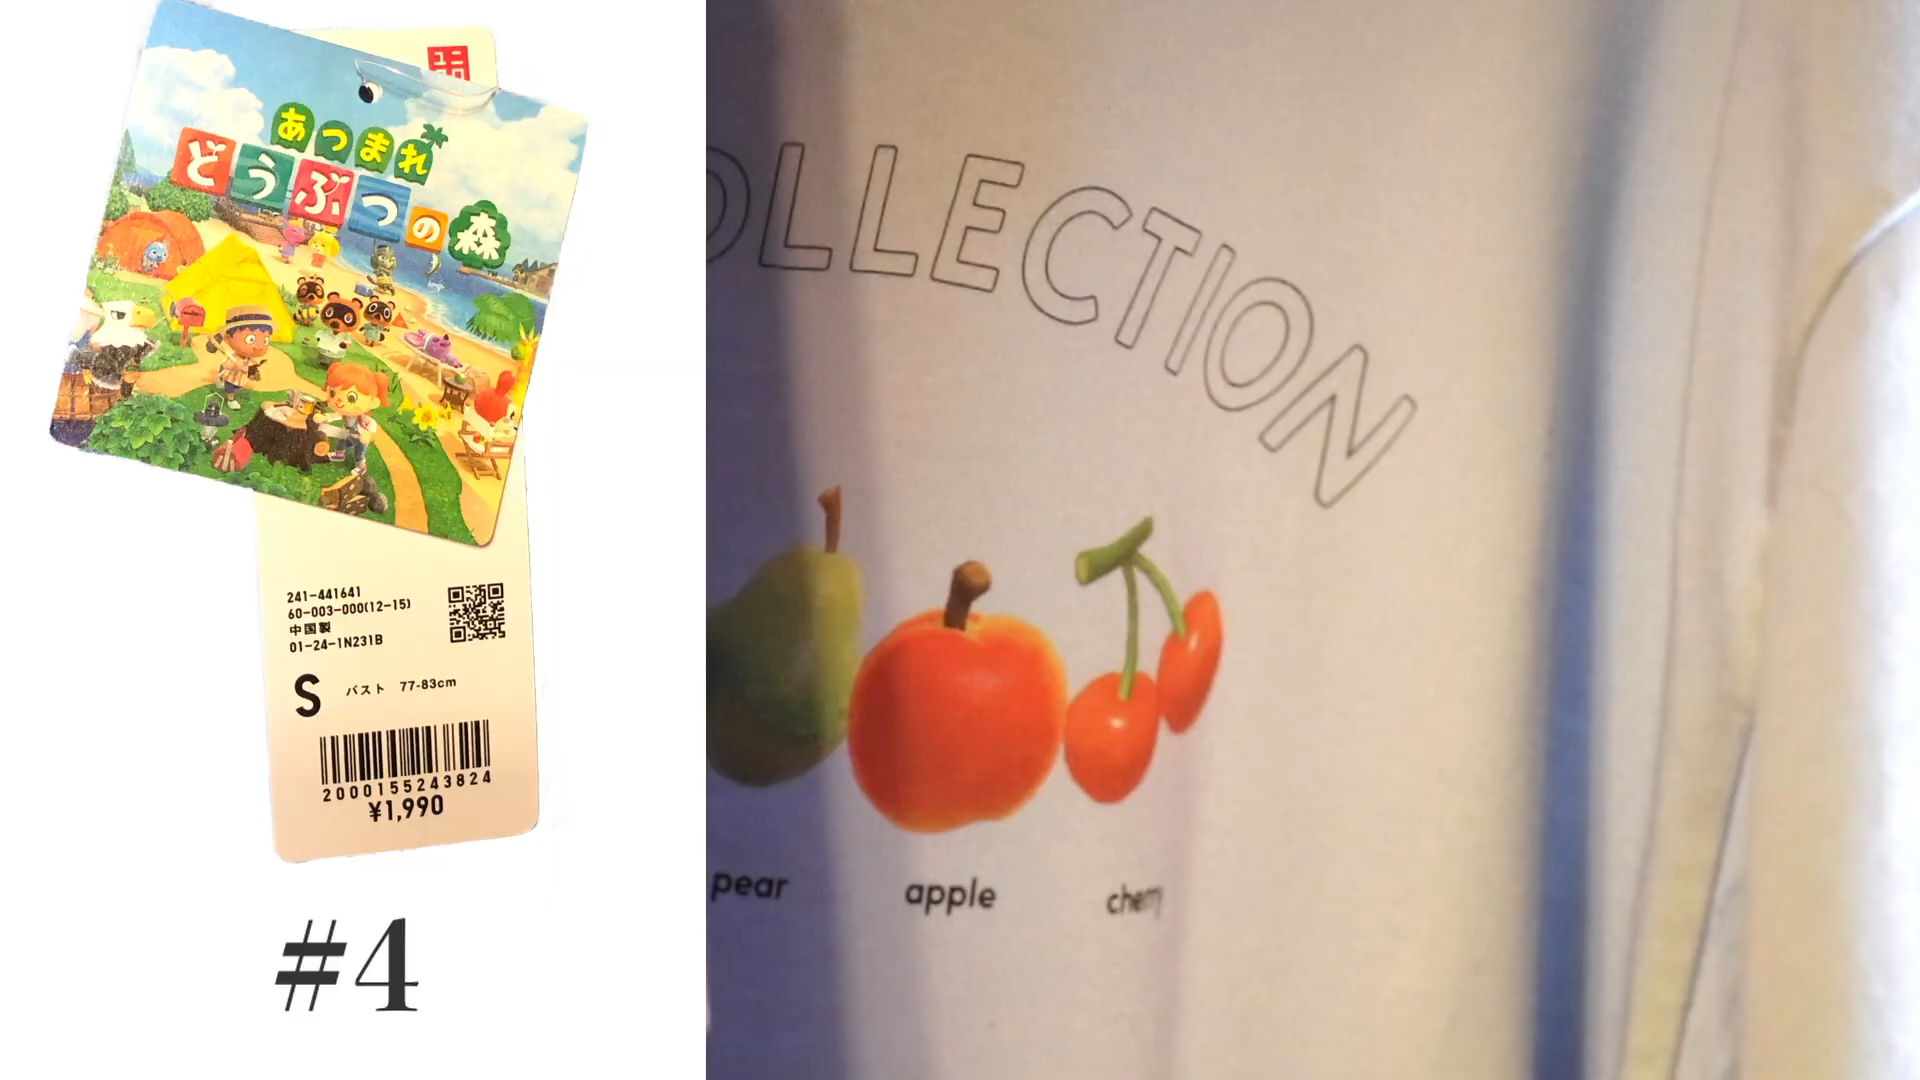 あつまれ
どうぶつの森
241-441641
60-003-000(12-15)
中国製
01-24-1N231B
S バスト 77-83cm
2000155243824
¥1,990
#4
OLLECTION
pear
apple
cherry